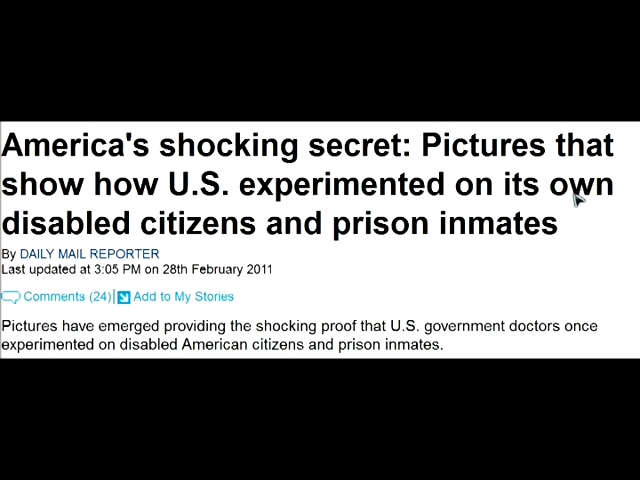 America's shocking secret: Pictures that
show how U.S. experimented on its own
disabled citizens and prison inmates
By DAILY MAIL REPORTER
Last updated at 3:05 PM on 28th February 2011
Comments (24) Add to My Stories
Pictures have emerged providing the shocking proof that U.S. government doctors once
experimented on disabled American citizens and prison inmates.